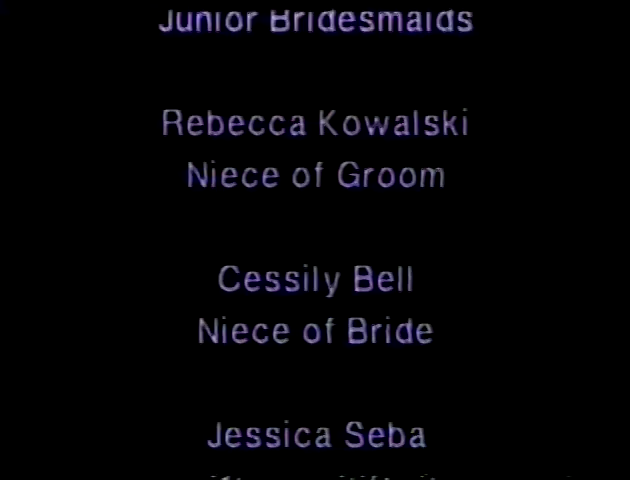 Junior Bridesmaids
Rebecca Kowalski
Niece of Groom
Cessily Bell
Niece of Bride
Jessica Seba